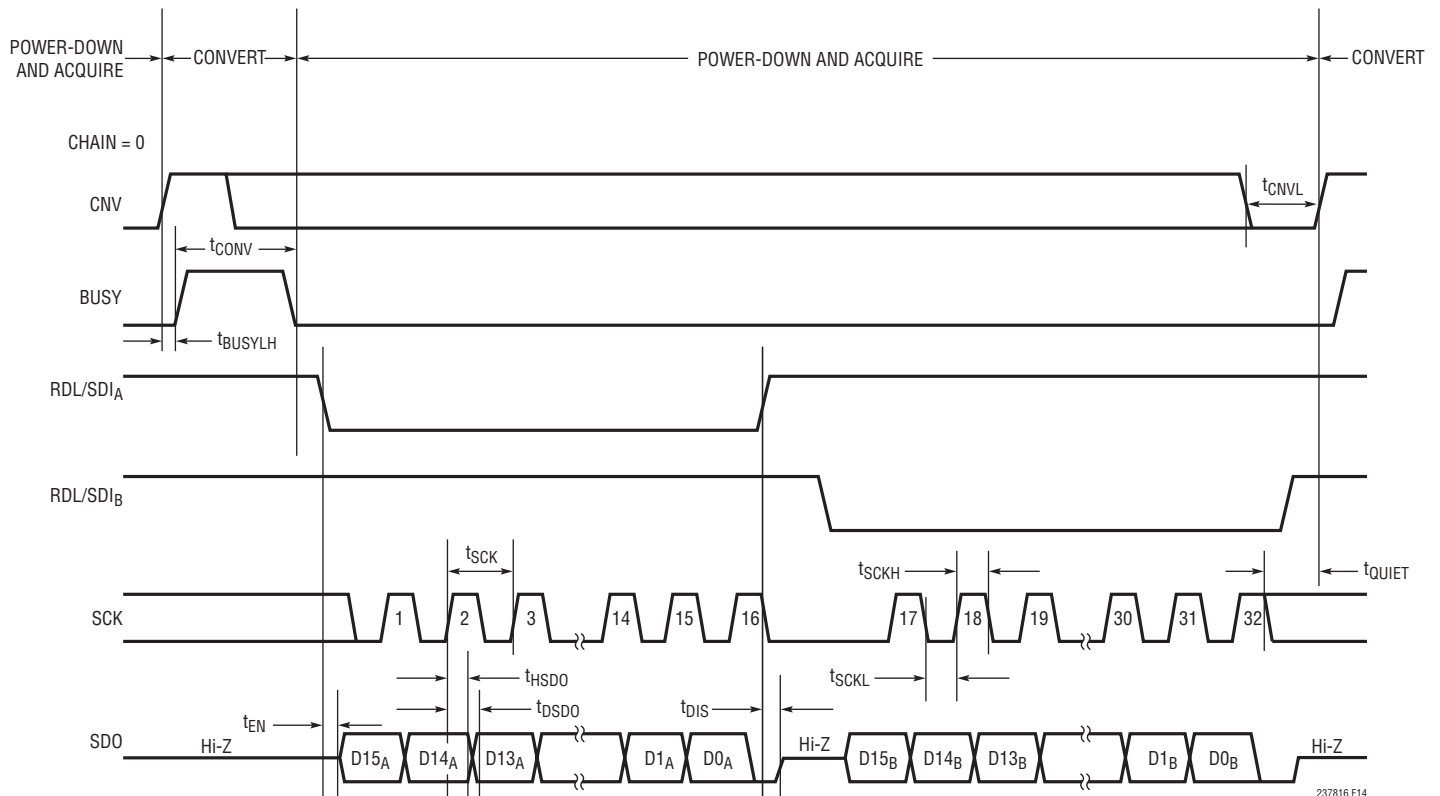 POWER-DOWN
AND ACQUIRE
CONVERT
POWER-DOWN AND ACQUIRE
CONVERT
CHAIN = 0
CNV
tCNVL
tCONV
BUSY
tBUSYLH
RDL/SDIA
RDL/SDIB
tSCK
tSCKH
tQUIET
SCK
1 2 3 14 15 16 17 18 19 30 31 32
tHSDO
tSCKL
tDSDO
tDIS
tEN
SDO
Hi-Z D15A D14A D13A D1A D0A Hi-Z D15B D14B D13B D1B D0B Hi-Z
237816 F14